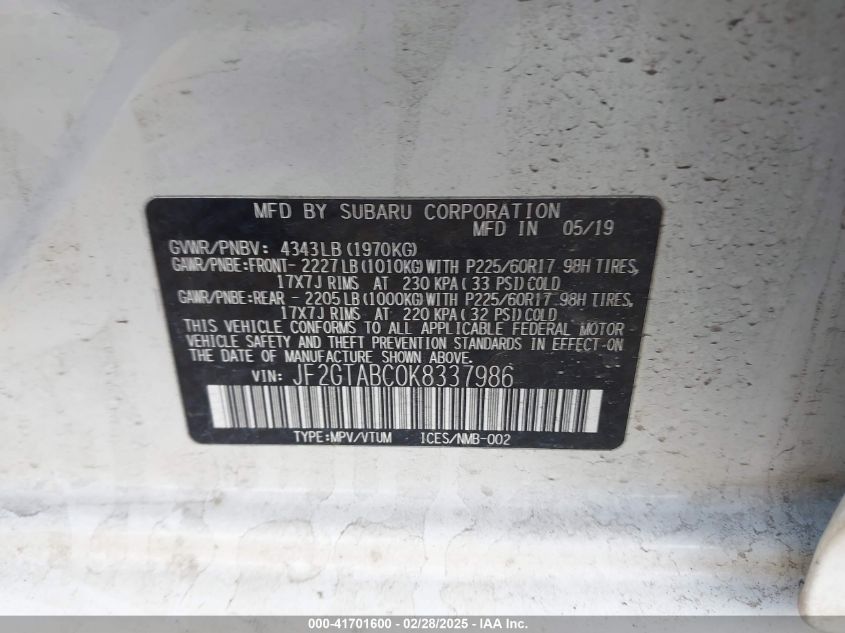 MFD BY SUBARU CORPORATION
MFD IN 05/19
GVWR/PNBV: 4343LB (1970KG)
GAWR/PNBE:FRONT- 2227LB(1010KG)WITH P225/60R17 98H TIRES,
17X7J RIMS AT 230 KPA(33 PSI)COLD
GAWR/PNBE:REAR - 2205LB(1000KG)WITH P225/60R17 98H TIRES,
17X7J RIMS AT 220 KPA(32 PSI)COLD
THIS VEHICLE CONFORMS TO ALL APPLICABLE FEDERAL MOTOR
VEHICLE SAFETY AND THEFT PREVENTION STANDARDS IN EFFECT ON
THE DATE OF MANUFACTURE SHOWN ABOVE.
VIN: JF2GTABC0K8337986
TYPE:MPV/VTUM ICES/NMB-002
000-41701600 - 02/28/2025 - IAA Inc.